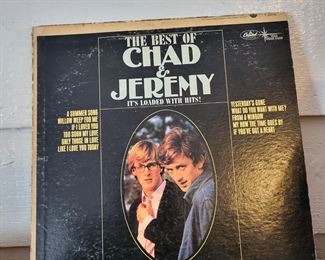 THE BEST OF
CHAD
&
JEREMY
IT'S LOADED WITH HITS!
Capitol
A SUMMER SONG
WILLOW WEEP FOR ME
IF I LOVED YOU
TOO SOON MY LOVE
ONLY THOSE IN LOVE
LIKE I LOVE YOU TODAY
YESTERDAY'S GONE
WHAT DO YOU WANT WITH ME?
FROM A WINDOW
MY HOW THE TIME GOES BY
IF YOU'VE GOT A HEART